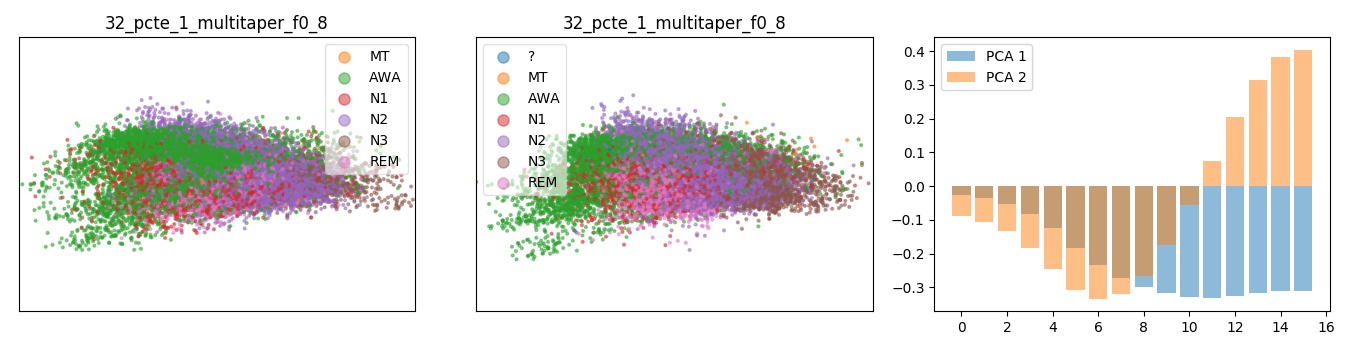 32_pcte_1_multitaper_f0_8
MT
AWA
N1
N2
N3
REM
32_pcte_1_multitaper_f0_8
?
MT
AWA
N1
N2
N3
REM
PCA 1
PCA 2
0.4
0.3
0.2
0.1
0.0
−0.1
−0.2
−0.3
0 2 4 6 8 10 12 14 16